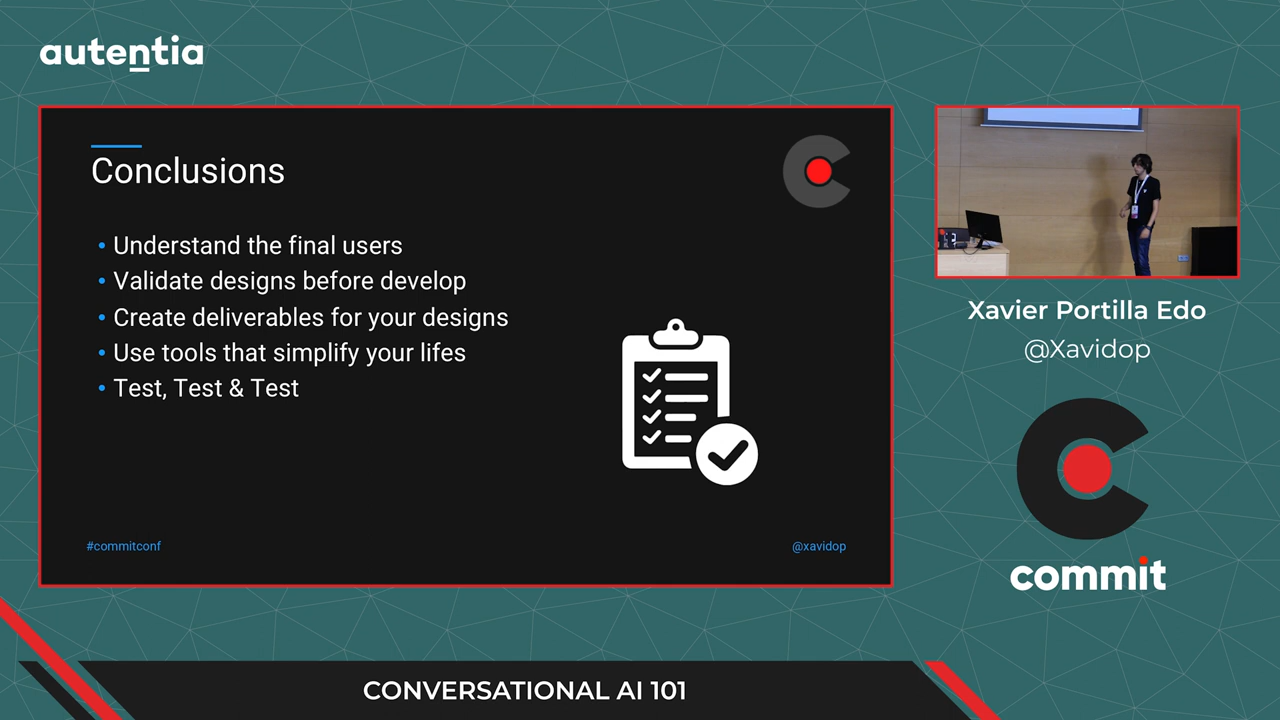 autentia
Conclusions
• Understand the final users
• Validate designs before develop
• Create deliverables for your designs
• Use tools that simplify your lifes
• Test, Test & Test
#commitconf
@xavidop
Xavier Portilla Edo
@Xavidop
commit
CONVERSATIONAL AI 101